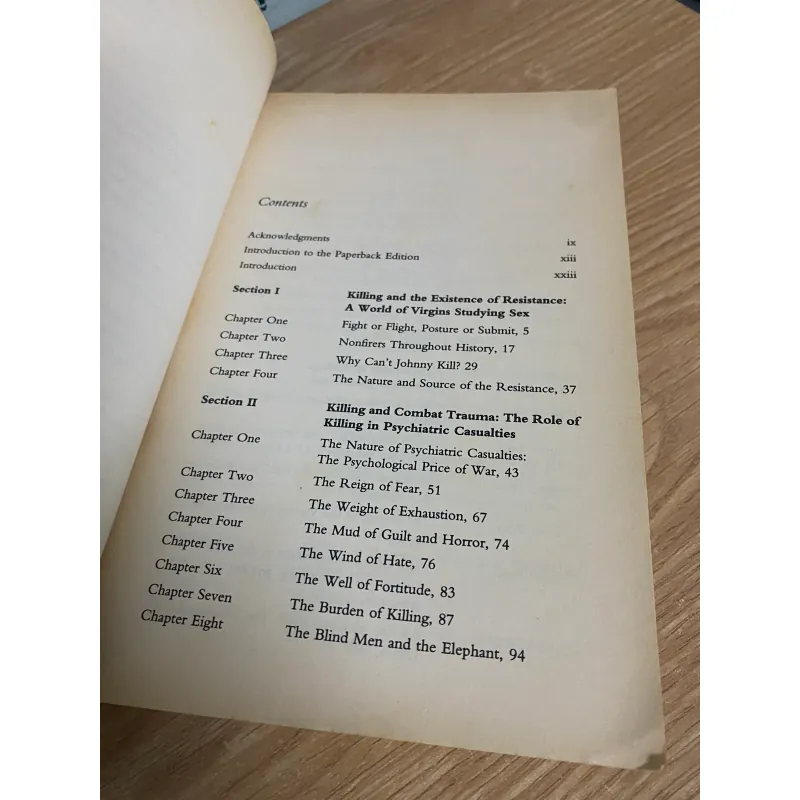 Contents
Acknowledgments ix
Introduction to the Paperback Edition xiii
Introduction xxiii
Section I Killing and the Existence of Resistance:
A World of Virgins Studying Sex
Chapter One Fight or Flight, Posture or Submit, 5
Chapter Two Nonfirers Throughout History, 17
Chapter Three Why Can't Johnny Kill? 29
Chapter Four The Nature and Source of the Resistance, 37
Section II Killing and Combat Trauma: The Role of
Killing in Psychiatric Casualties
Chapter One The Nature of Psychiatric Casualties:
The Psychological Price of War, 43
Chapter Two The Reign of Fear, 51
Chapter Three The Weight of Exhaustion, 67
Chapter Four The Mud of Guilt and Horror, 74
Chapter Five The Wind of Hate, 76
Chapter Six The Well of Fortitude, 83
Chapter Seven The Burden of Killing, 87
Chapter Eight The Blind Men and the Elephant, 94